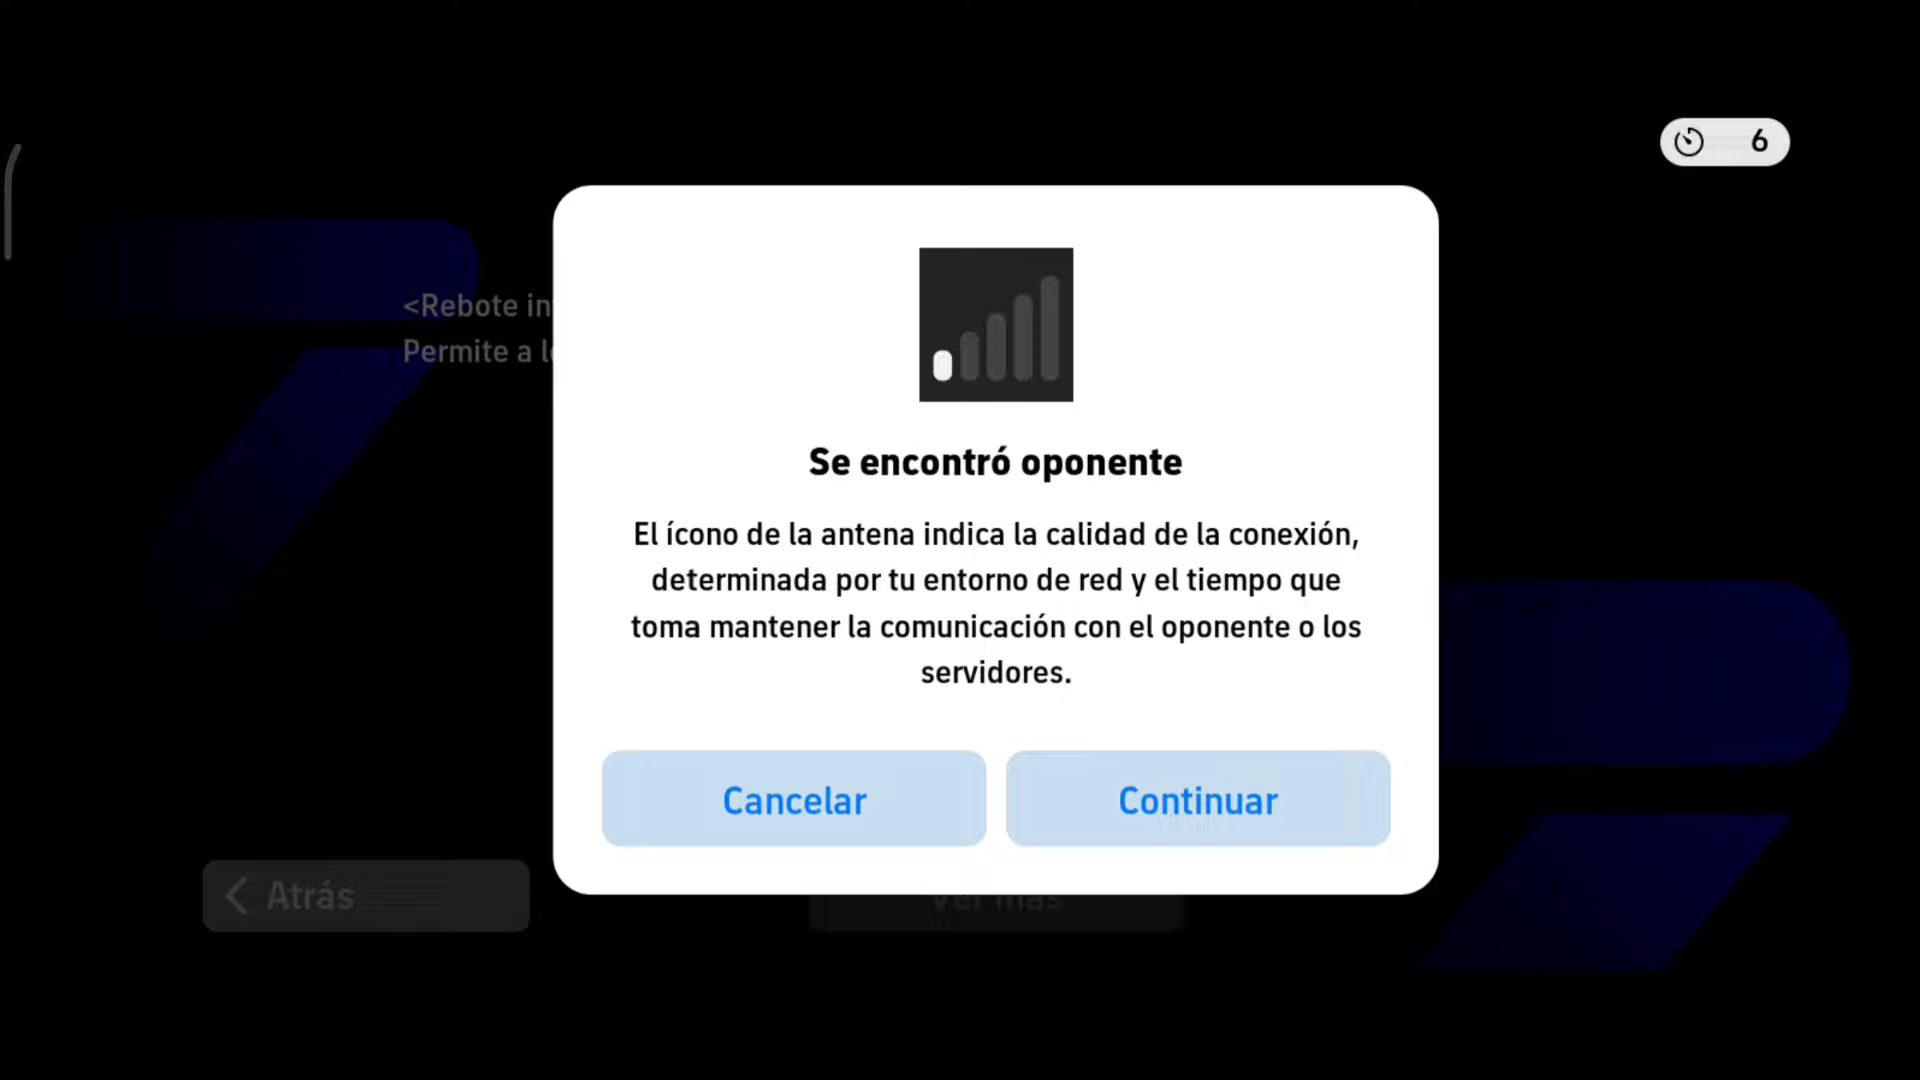 6
<Rebote in
Permite a l
Se encontró oponente
El ícono de la antena indica la calidad de la conexión,
determinada por tu entorno de red y el tiempo que
toma mantener la comunicación con el oponente o los
servidores.
Cancelar
Continuar
Atrás
Ver más